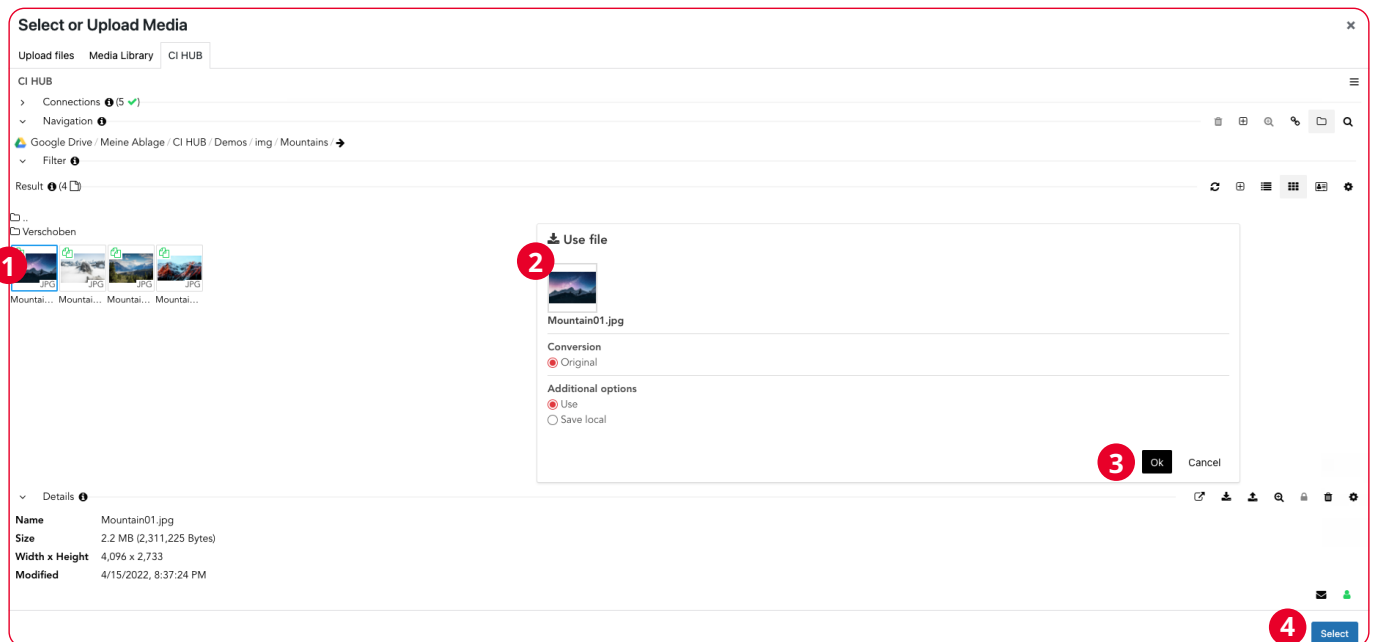 Select or Upload Media
Upload files Media Library CI HUB
CI HUB
Connections (5 )
Navigation
Google Drive / Meine Ablage / CI HUB / Demos / img / Mountains /
Filter
Result (4 )
..
Verschoben
1
JPG JPG JPG JPG
Mountai... Mountai... Mountai... Mountai...
2
Use file
Mountain01.jpg
Conversion
Original
Additional options
Use
Save local
3 Ok Cancel
Details
Name Mountain01.jpg
Size 2.2 MB (2,311,225 Bytes)
Width x Height 4,096 x 2,733
Modified 4/15/2022, 8:37:24 PM
4 Select